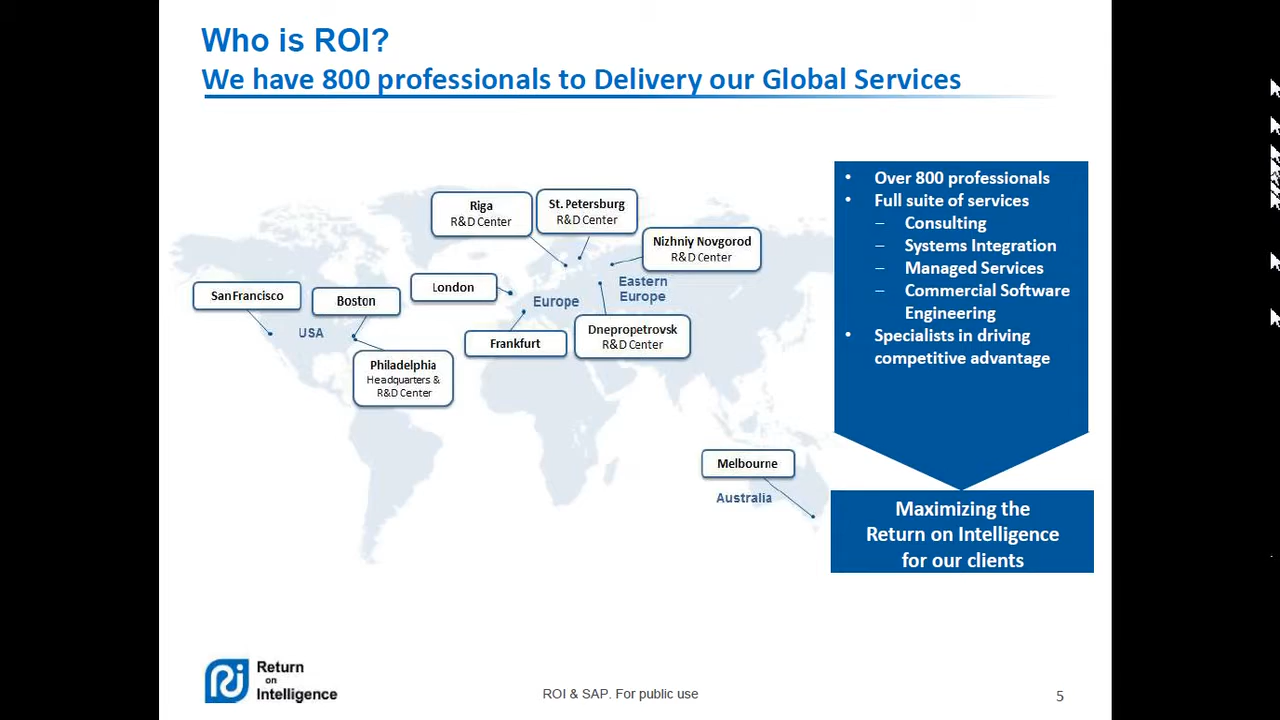 Who is ROI?
We have 800 professionals to Delivery our Global Services
Riga
R&D Center
St. Petersburg
R&D Center
Nizhniy Novgorod
R&D Center
San Francisco
Boston
London
Europe
Eastern
Europe
USA
Frankfurt
Dnepropetrovsk
R&D Center
Philadelphia
Headquarters &
R&D Center
Melbourne
Australia
• Over 800 professionals
• Full suite of services
– Consulting
– Systems Integration
– Managed Services
– Commercial Software
Engineering
• Specialists in driving
competitive advantage
Maximizing the
Return on Intelligence
for our clients
Return
on
Intelligence
ROI & SAP. For public use
5